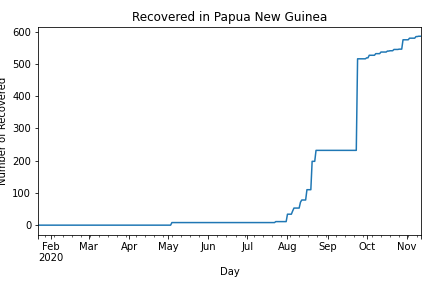 Recovered in Papua New Guinea
Number of Recovered
600
500
400
300
200
100
0
Feb Mar Apr May Jun Jul Aug Sep Oct Nov
2020
Day